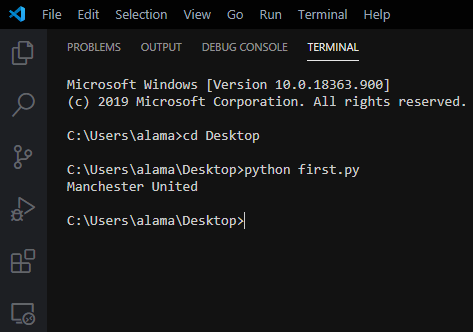 File Edit Selection View Go Run Terminal Help
PROBLEMS OUTPUT DEBUG CONSOLE TERMINAL
Microsoft Windows [Version 10.0.18363.900]
(c) 2019 Microsoft Corporation. All rights reserved.
C:\Users\alama>cd Desktop
C:\Users\alama\Desktop>python first.py
Manchester United
C:\Users\alama\Desktop>